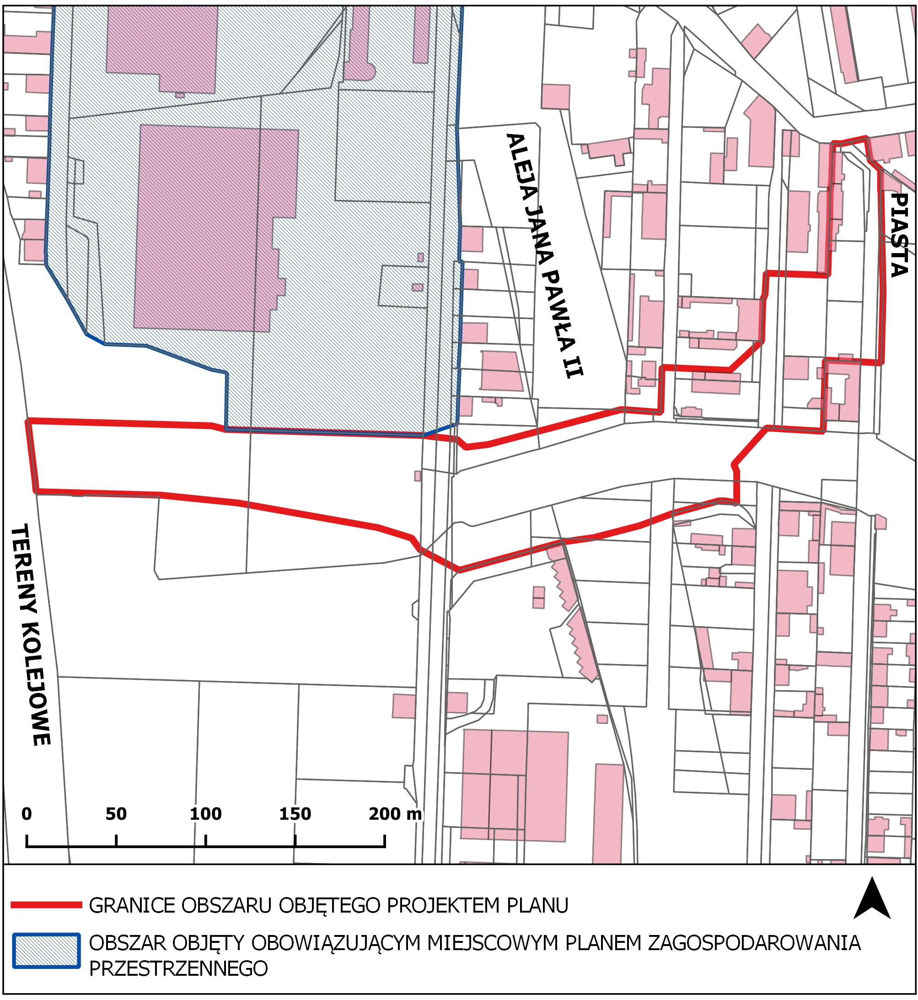 ALEJA JANA PAWŁA II
PIASTA
TERENY KOLEJOWE
0 50 100 150 200 m
GRANICE OBSZARU OBJĘTEGO PROJEKTEM PLANU
OBSZAR OBJĘTY OBOWIĄZUJĄCYM MIEJSCOWYM PLANEM ZAGOSPODAROWANIA
PRZESTRZENNEGO